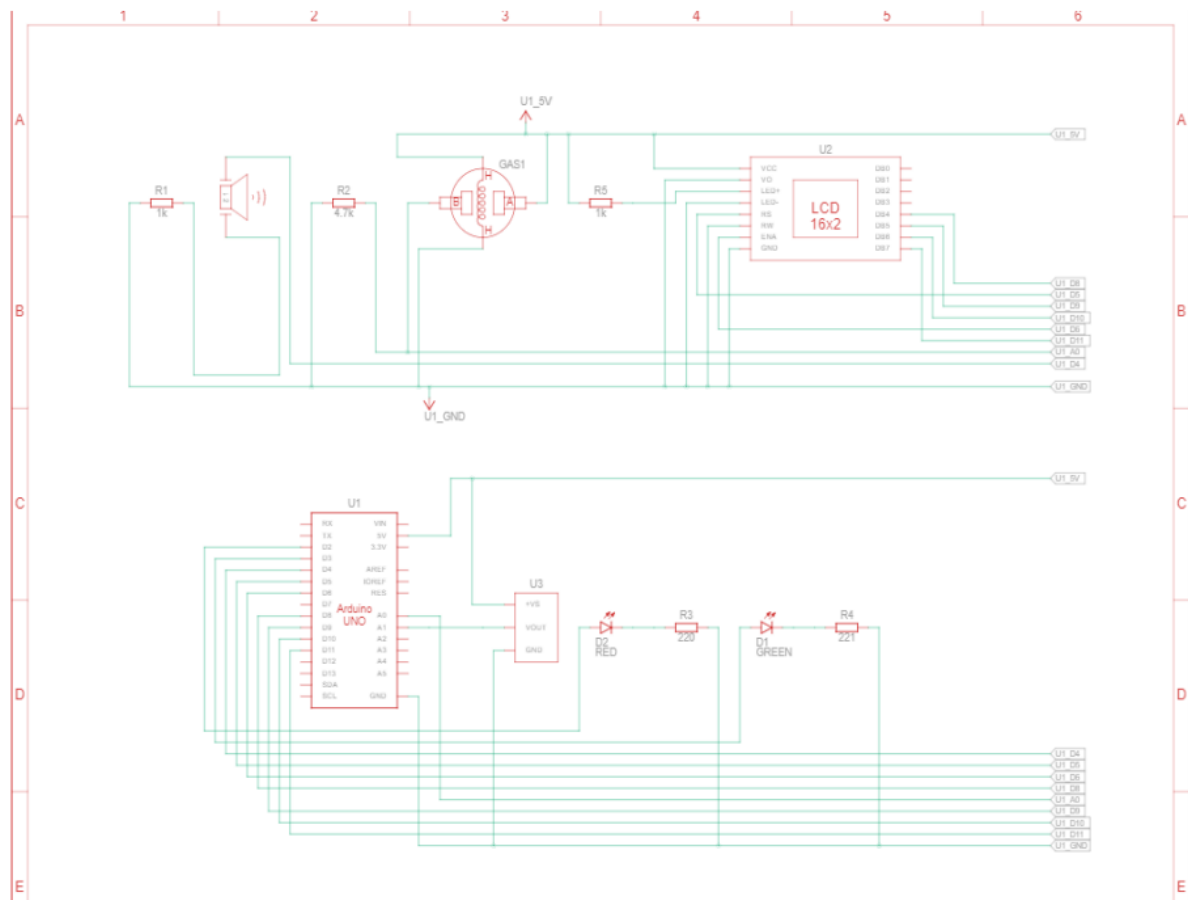 1 2 3 4 5 6
A A
U1_5V
U1_5V
GAS1
U2
R1
1k
R2
4.7k
H
B A
H
R5
1k
VCC DB0
VO DB1
LED+ DB2
LED- DB3
RS DB4
RW DB5
ENA DB6
GND DB7
LCD
16x2
B B
U1_D8
U1_D5
U1_D9
U1_D10
U1_D6
U1_D11
U1_A0
U1_D4
U1_GND
U1_GND
C C
U1_5V
U1
RX VIN
TX 5V
D2 3.3V
D3
D4 AREF
D5 IOREF
D6 RES
D7
D8 A0
D9 A1
D10 A2
D11 A3
D12 A4
D13 A5
SDA
SCL GND
Arduino
UNO
U3
+VS
VOUT
GND
D2
RED
R3
220
D1
GREEN
R4
221
D D
U1_D4
U1_D5
U1_D6
U1_D8
U1_A0
U1_D9
U1_D10
U1_D11
U1_GND
E E